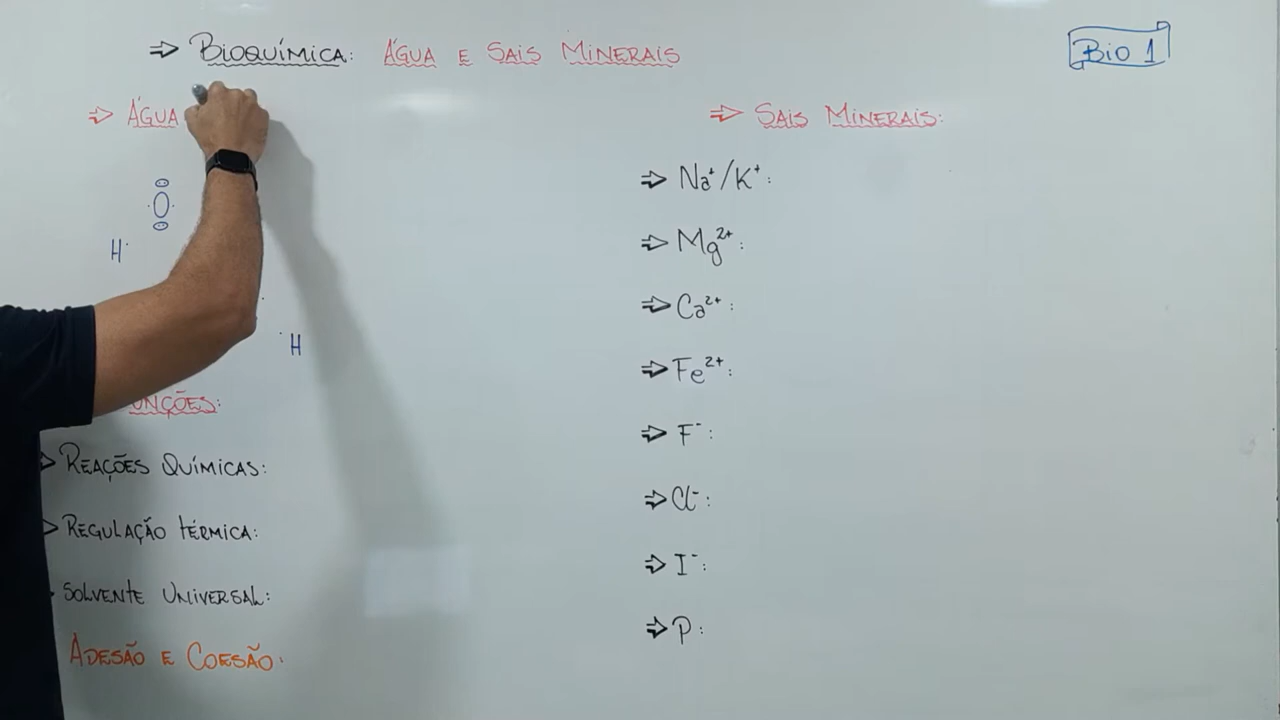 ⇒ Bioquímica: Água e Sais Minerais
Bio 1
⇒ Água
O
H
H
Funções:
Reações Químicas:
Regulação térmica:
Solvente Universal:
Adesão e Coesão:
⇒ Sais Minerais:
⇒ Na⁺/K⁺:
⇒ Mg²⁺:
⇒ Ca²⁺:
⇒ Fe²⁺:
⇒ F⁻:
⇒ Cl⁻:
⇒ I⁻:
⇒ P: